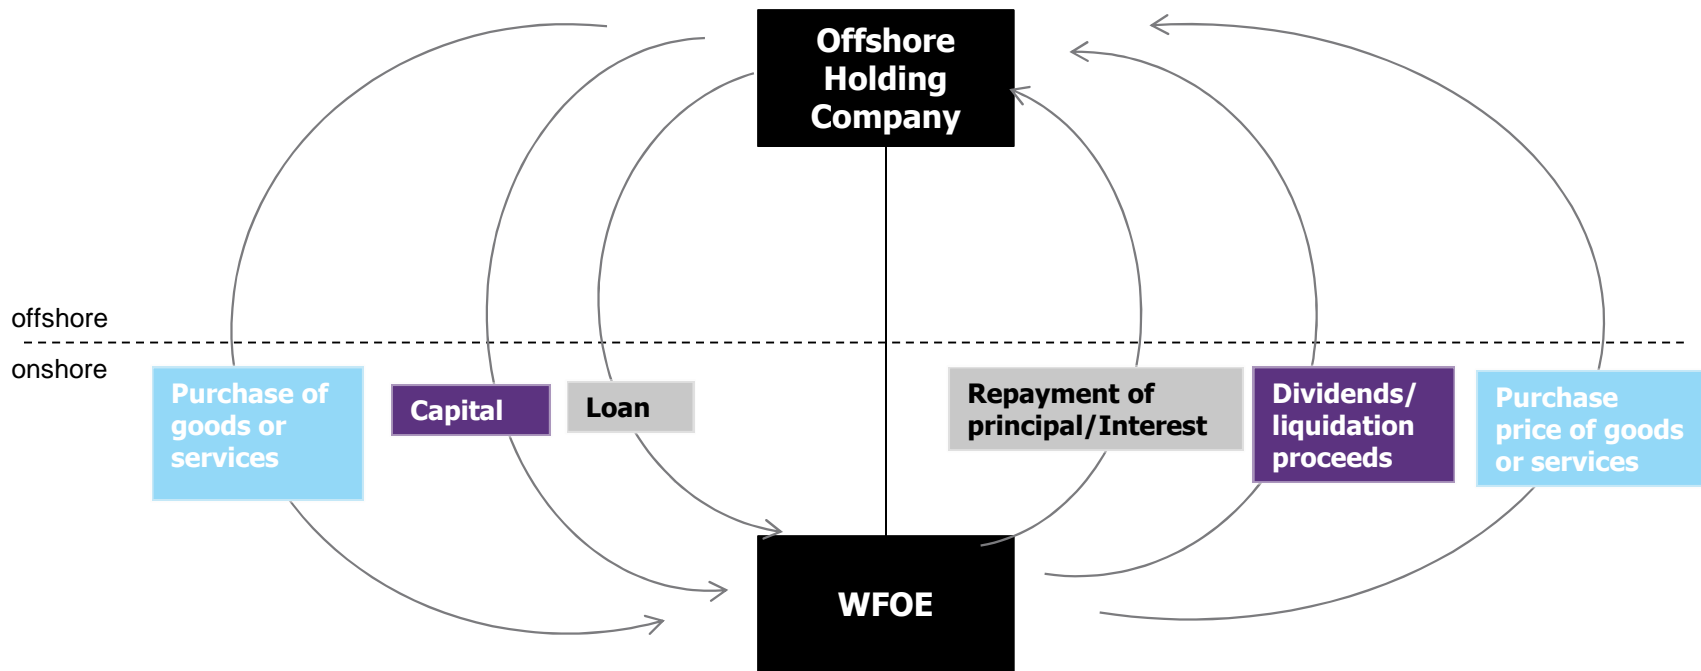 Offshore
Holding
Company
offshore
onshore
Purchase of
goods or
services
Capital
Loan
Repayment of
principal/Interest
Dividends/
liquidation
proceeds
Purchase
price of goods
or services
WFOE